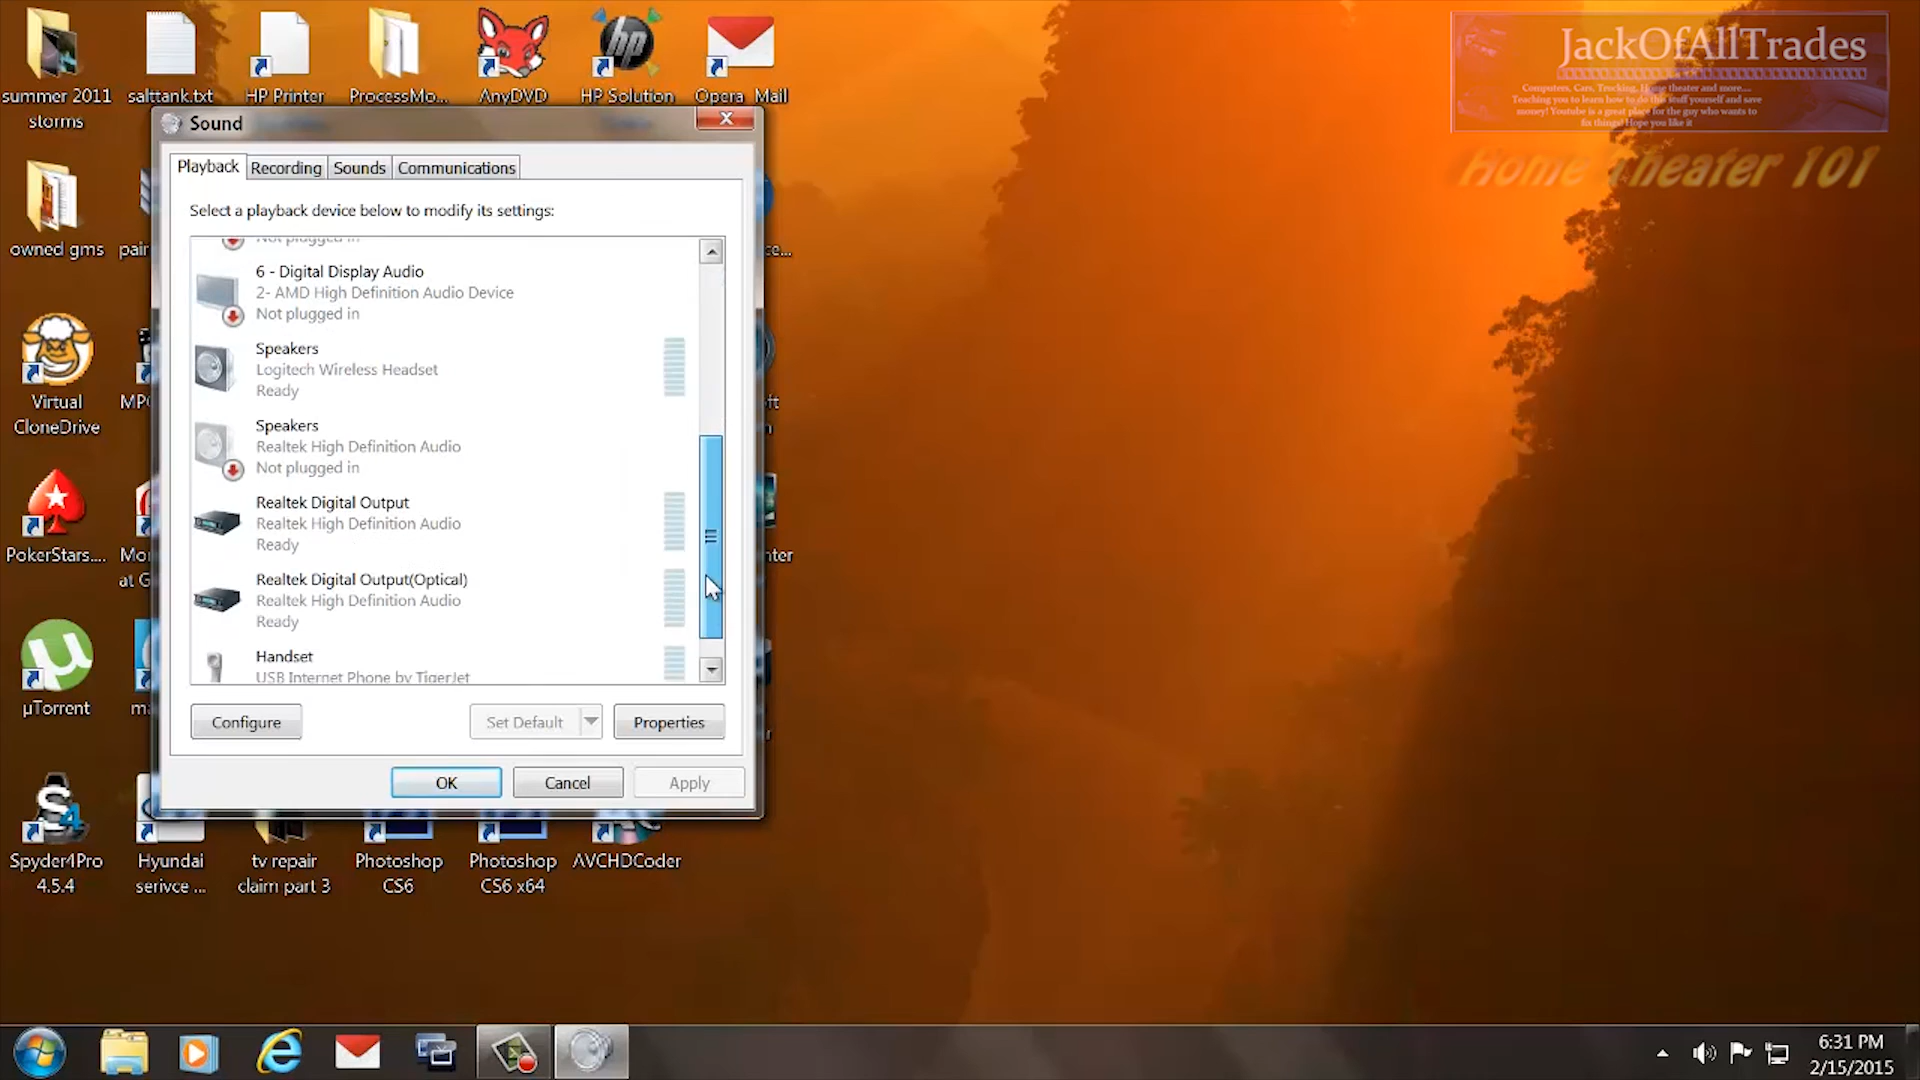 JackOfAllTrades
Computers, Cars, Trucking, Home theater and more....
Teaching you to learn how to do this stuff yourself and save
money! Youtube is a great place for the guy who wants to
fix things! Hope you like it
Home Theater 101
summer 2011
storms
salttank.txt
HP Printer
ProcessMo...
AnyDVD
HP Solution
Opera Mail
hp
Sound
Playback
Recording
Sounds
Communications
Select a playback device below to modify its settings:
Not plugged in
6 - Digital Display Audio
2- AMD High Definition Audio Device
Not plugged in
Speakers
Logitech Wireless Headset
Ready
Speakers
Realtek High Definition Audio
Not plugged in
Realtek Digital Output
Realtek High Definition Audio
Ready
Realtek Digital Output(Optical)
Realtek High Definition Audio
Ready
Handset
USB Internet Phone by TigerJet
Configure
Set Default
Properties
OK
Cancel
Apply
owned gms
Virtual
CloneDrive
PokerStars....
at G
µTorrent
Spyder4Pro
4.5.4
Hyundai
serivce ...
tv repair
claim part 3
Photoshop
CS6
Photoshop
CS6 x64
AVCHDCoder
6:31 PM
2/15/2015